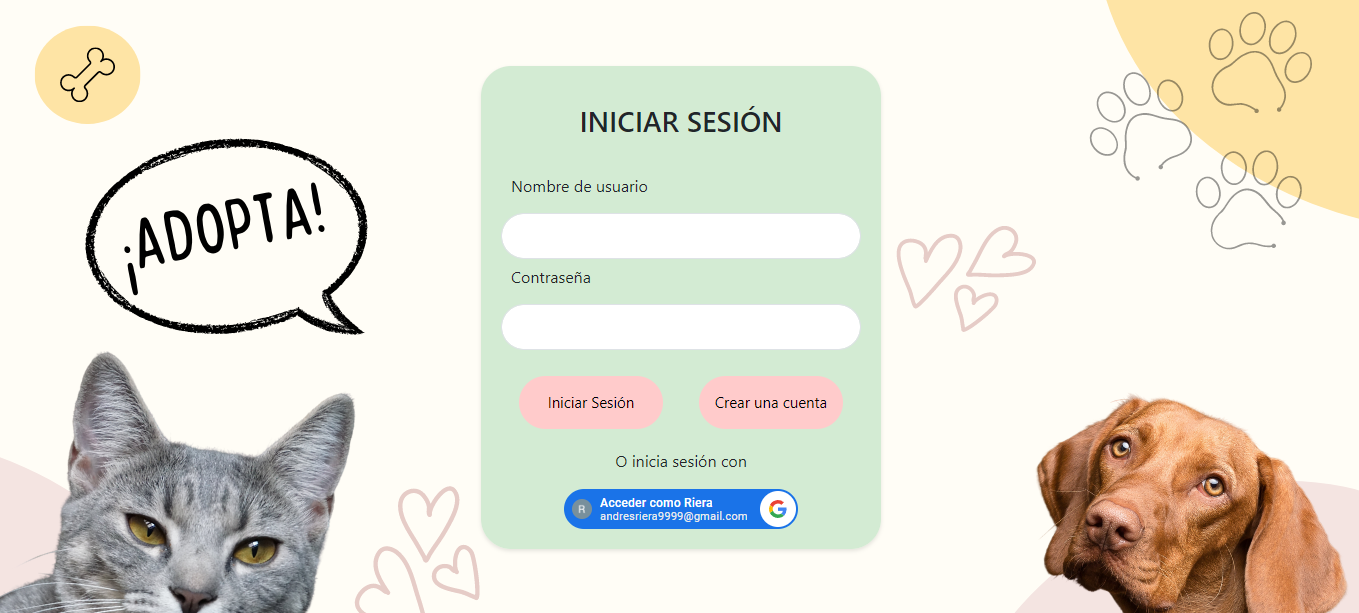 ¡ADOPTA!
INICIAR SESIÓN
Nombre de usuario
Contraseña
Iniciar Sesión
Crear una cuenta
O inicia sesión con
R
Acceder como Riera
andresriera9999@gmail.com
G